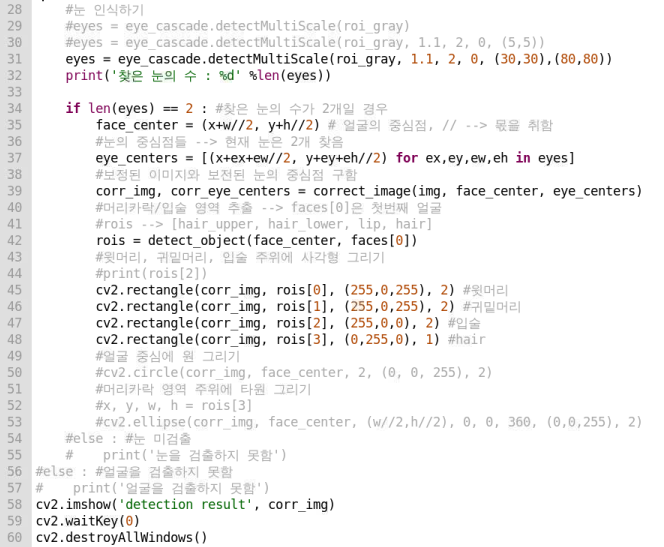 28 #눈 인식하기
29 #eyes = eye_cascade.detectMultiScale(roi_gray)
30 #eyes = eye_cascade.detectMultiScale(roi_gray, 1.1, 2, 0, (5,5))
31 eyes = eye_cascade.detectMultiScale(roi_gray, 1.1, 2, 0, (30,30),(80,80))
32 print('찾은 눈의 수 : %d' %len(eyes))
33
34 if len(eyes) == 2 : #찾은 눈의 수가 2개일 경우
35 face_center = (x+w//2, y+h//2) # 얼굴의 중심점, // --> 몫을 취함
36 #눈의 중심점들 --> 현재 눈은 2개 찾음
37 eye_centers = [(x+ex+ew//2, y+ey+eh//2) for ex,ey,ew,eh in eyes]
38 #보정된 이미지와 보전된 눈의 중심점 구함
39 corr_img, corr_eye_centers = correct_image(img, face_center, eye_centers)
40 #머리카락/입술 영역 추출 --> faces[0]은 첫번째 얼굴
41 #rois --> [hair_upper, hair_lower, lip, hair]
42 rois = detect_object(face_center, faces[0])
43 #윗머리, 귀밑머리, 입술 주위에 사각형 그리기
44 #print(rois[2])
45 cv2.rectangle(corr_img, rois[0], (255,0,255), 2) #윗머리
46 cv2.rectangle(corr_img, rois[1], (255,0,255), 2) #귀밑머리
47 cv2.rectangle(corr_img, rois[2], (255,0,0), 2) #입술
48 cv2.rectangle(corr_img, rois[3], (0,255,0), 1) #hair
49 #얼굴 중심에 원 그리기
50 #cv2.circle(corr_img, face_center, 2, (0, 0, 255), 2)
51 #머리카락 영역 주위에 타원 그리기
52 #x, y, w, h = rois[3]
53 #cv2.ellipse(corr_img, face_center, (w//2,h//2), 0, 0, 360, (0,0,255), 2)
54 #else : #눈 미검출
55 # print('눈을 검출하지 못함')
56 #else : #얼굴을 검출하지 못함
57 # print('얼굴을 검출하지 못함')
58 cv2.imshow('detection result', corr_img)
59 cv2.waitKey(0)
60 cv2.destroyAllWindows()